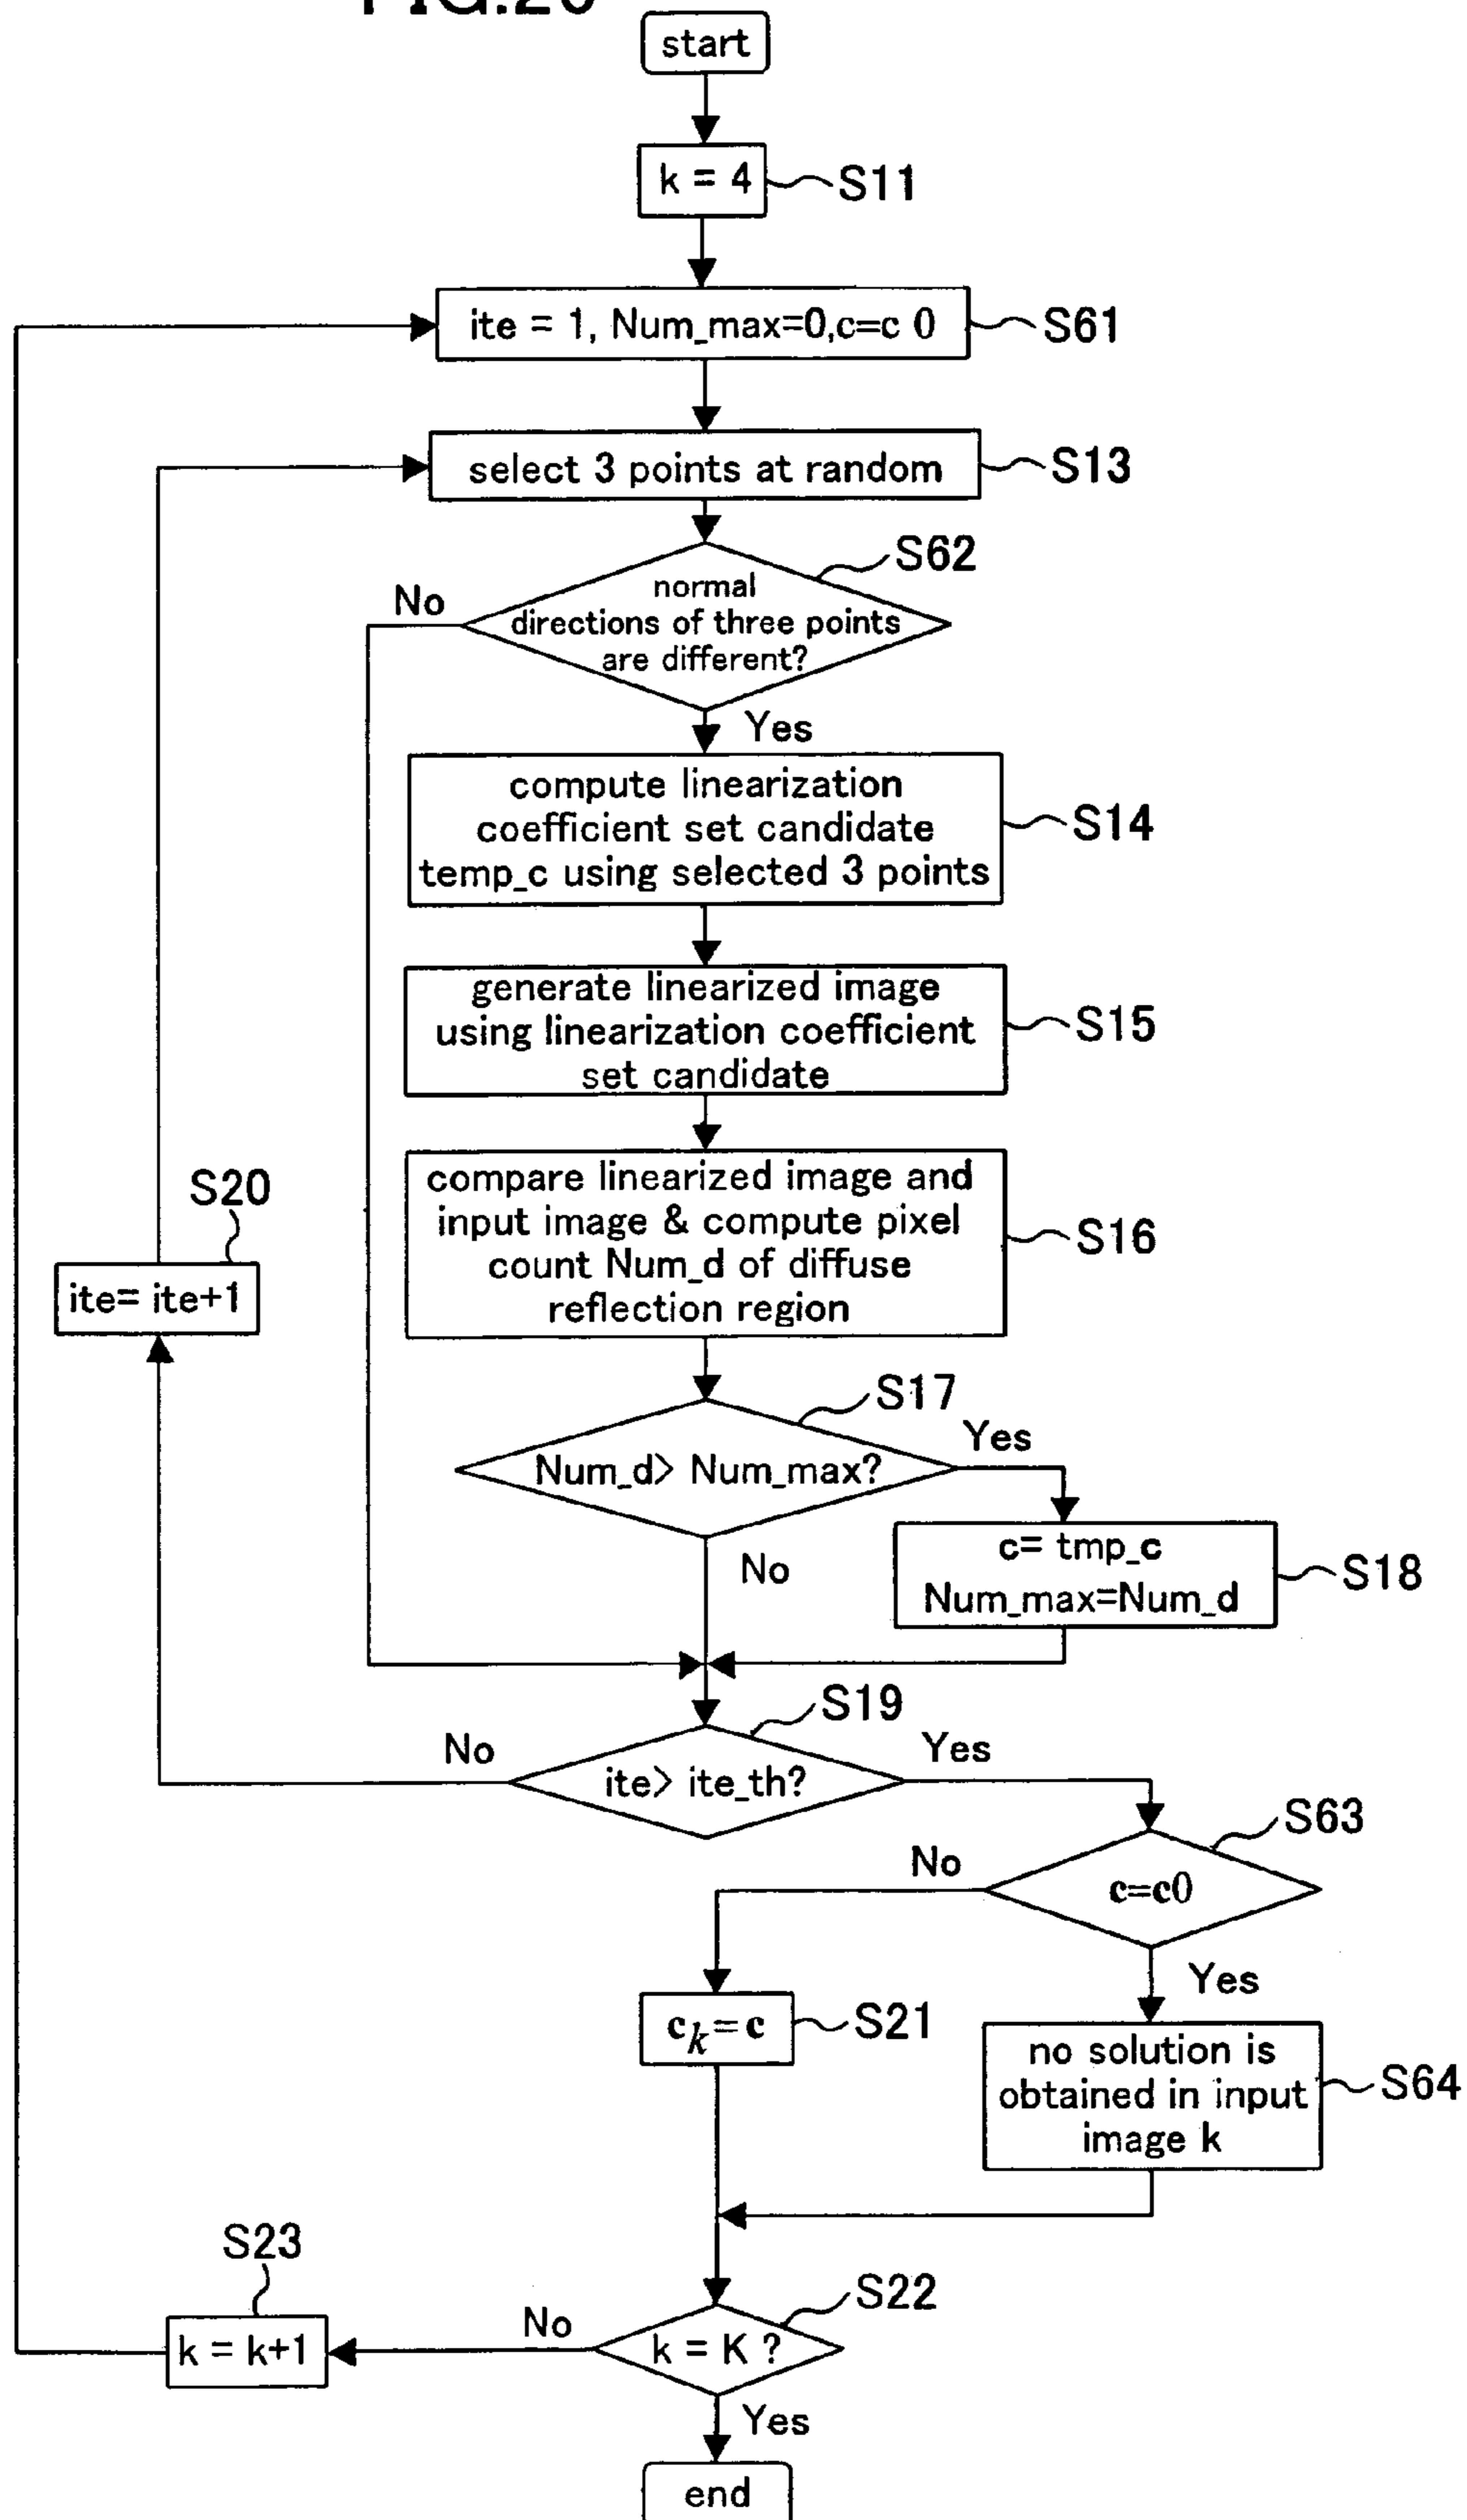 start
k = 4
S11
ite = 1, Num_max=0,c=c 0
S61
select 3 points at random
S13
S62
No
normal
directions of three points
are different?
Yes
compute linearization
coefficient set candidate
temp_c using selected 3 points
S14
generate linearized image
using linearization coefficient
set candidate
S15
compare linearized image and
input image & compute pixel
count Num_d of diffuse
reflection region
S16
S20
ite= ite+1
S17
Num_d> Num_max?
Yes
No
c= tmp_c
Num_max=Num_d
S18
S19
No
ite> ite_th?
Yes
S63
No
c=c0
Yes
ck=c
S21
no solution is
obtained in input
image k
S64
S23
k = k+1
S22
No
k = K ?
Yes
end